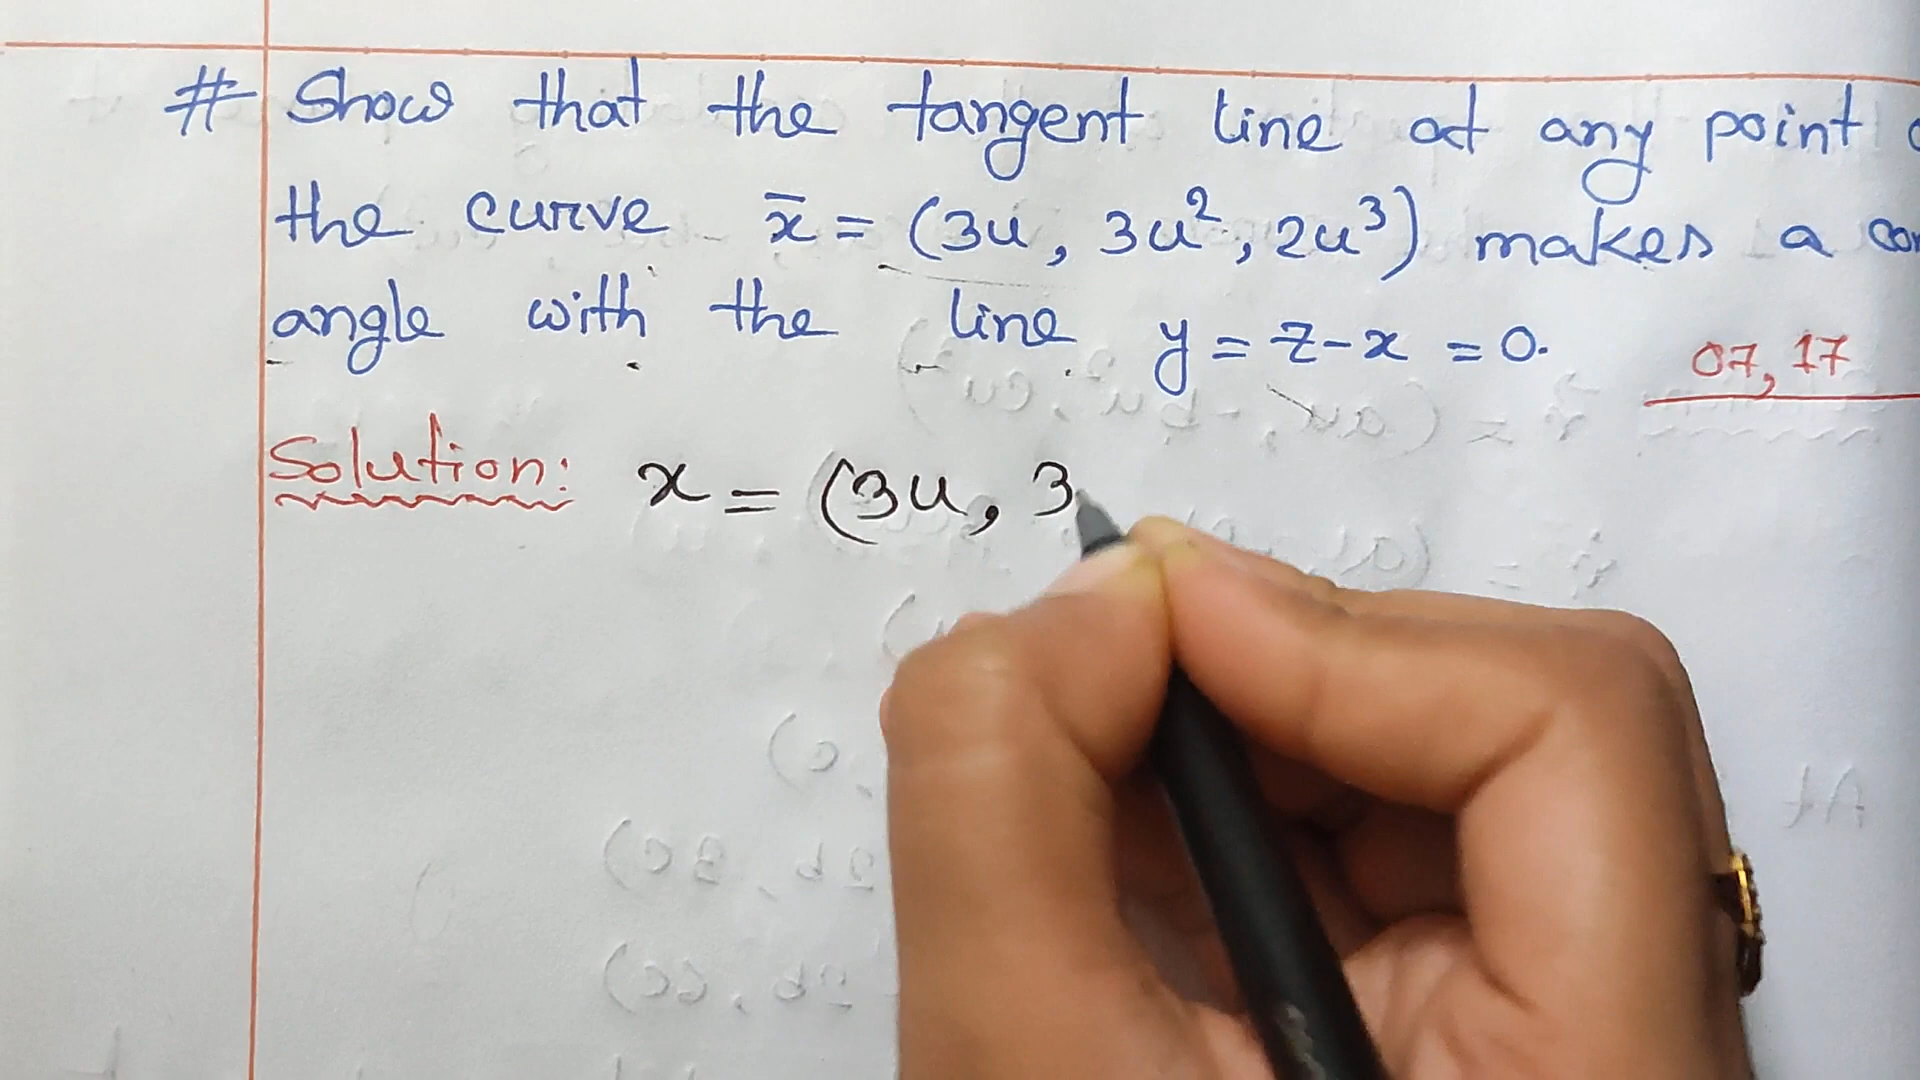 # Show that the tangent line at any point
the curve x̄ = (3u, 3u², 2u³) makes a
angle with the line y = z - x = 0.
07, 17
Solution: x = (3u, 3